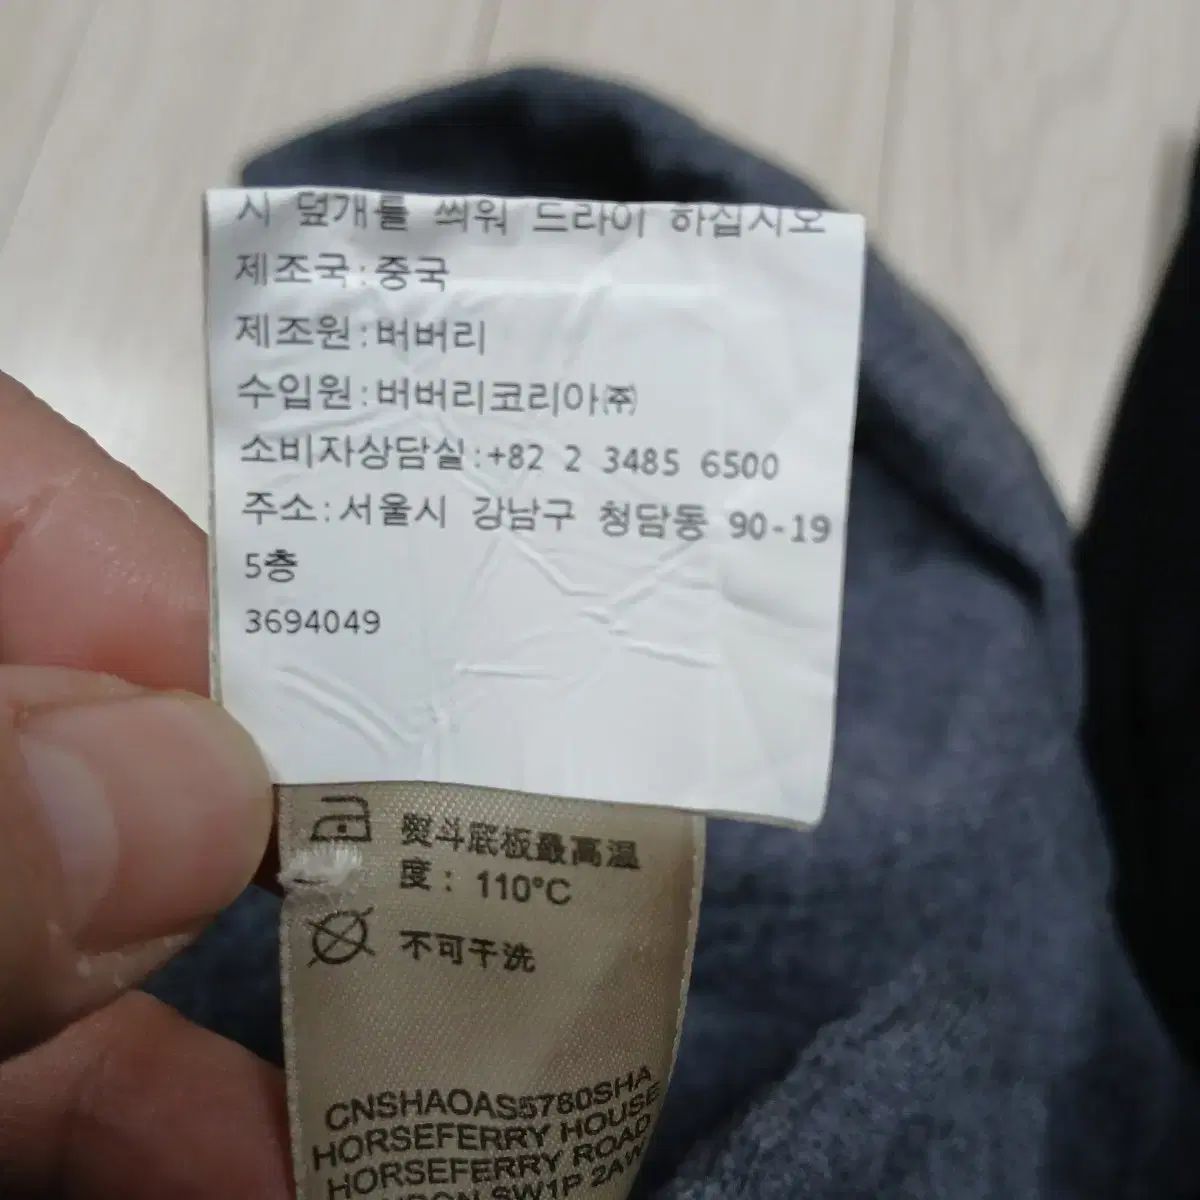 시 덮개를 씌워 드라이 하십시오
제조국:중국
제조원:버버리
수입원:버버리코리아㈜
소비자상담실:+82 2 3485 6500
주소:서울시 강남구 청담동 90-19
5층
3694049
熨斗底板最高温
度: 110°C
不可干洗
CNSHAOAS5780SHA
HORSEFERRY HOUSE
HORSEFERRY ROAD
SW1P 2AW